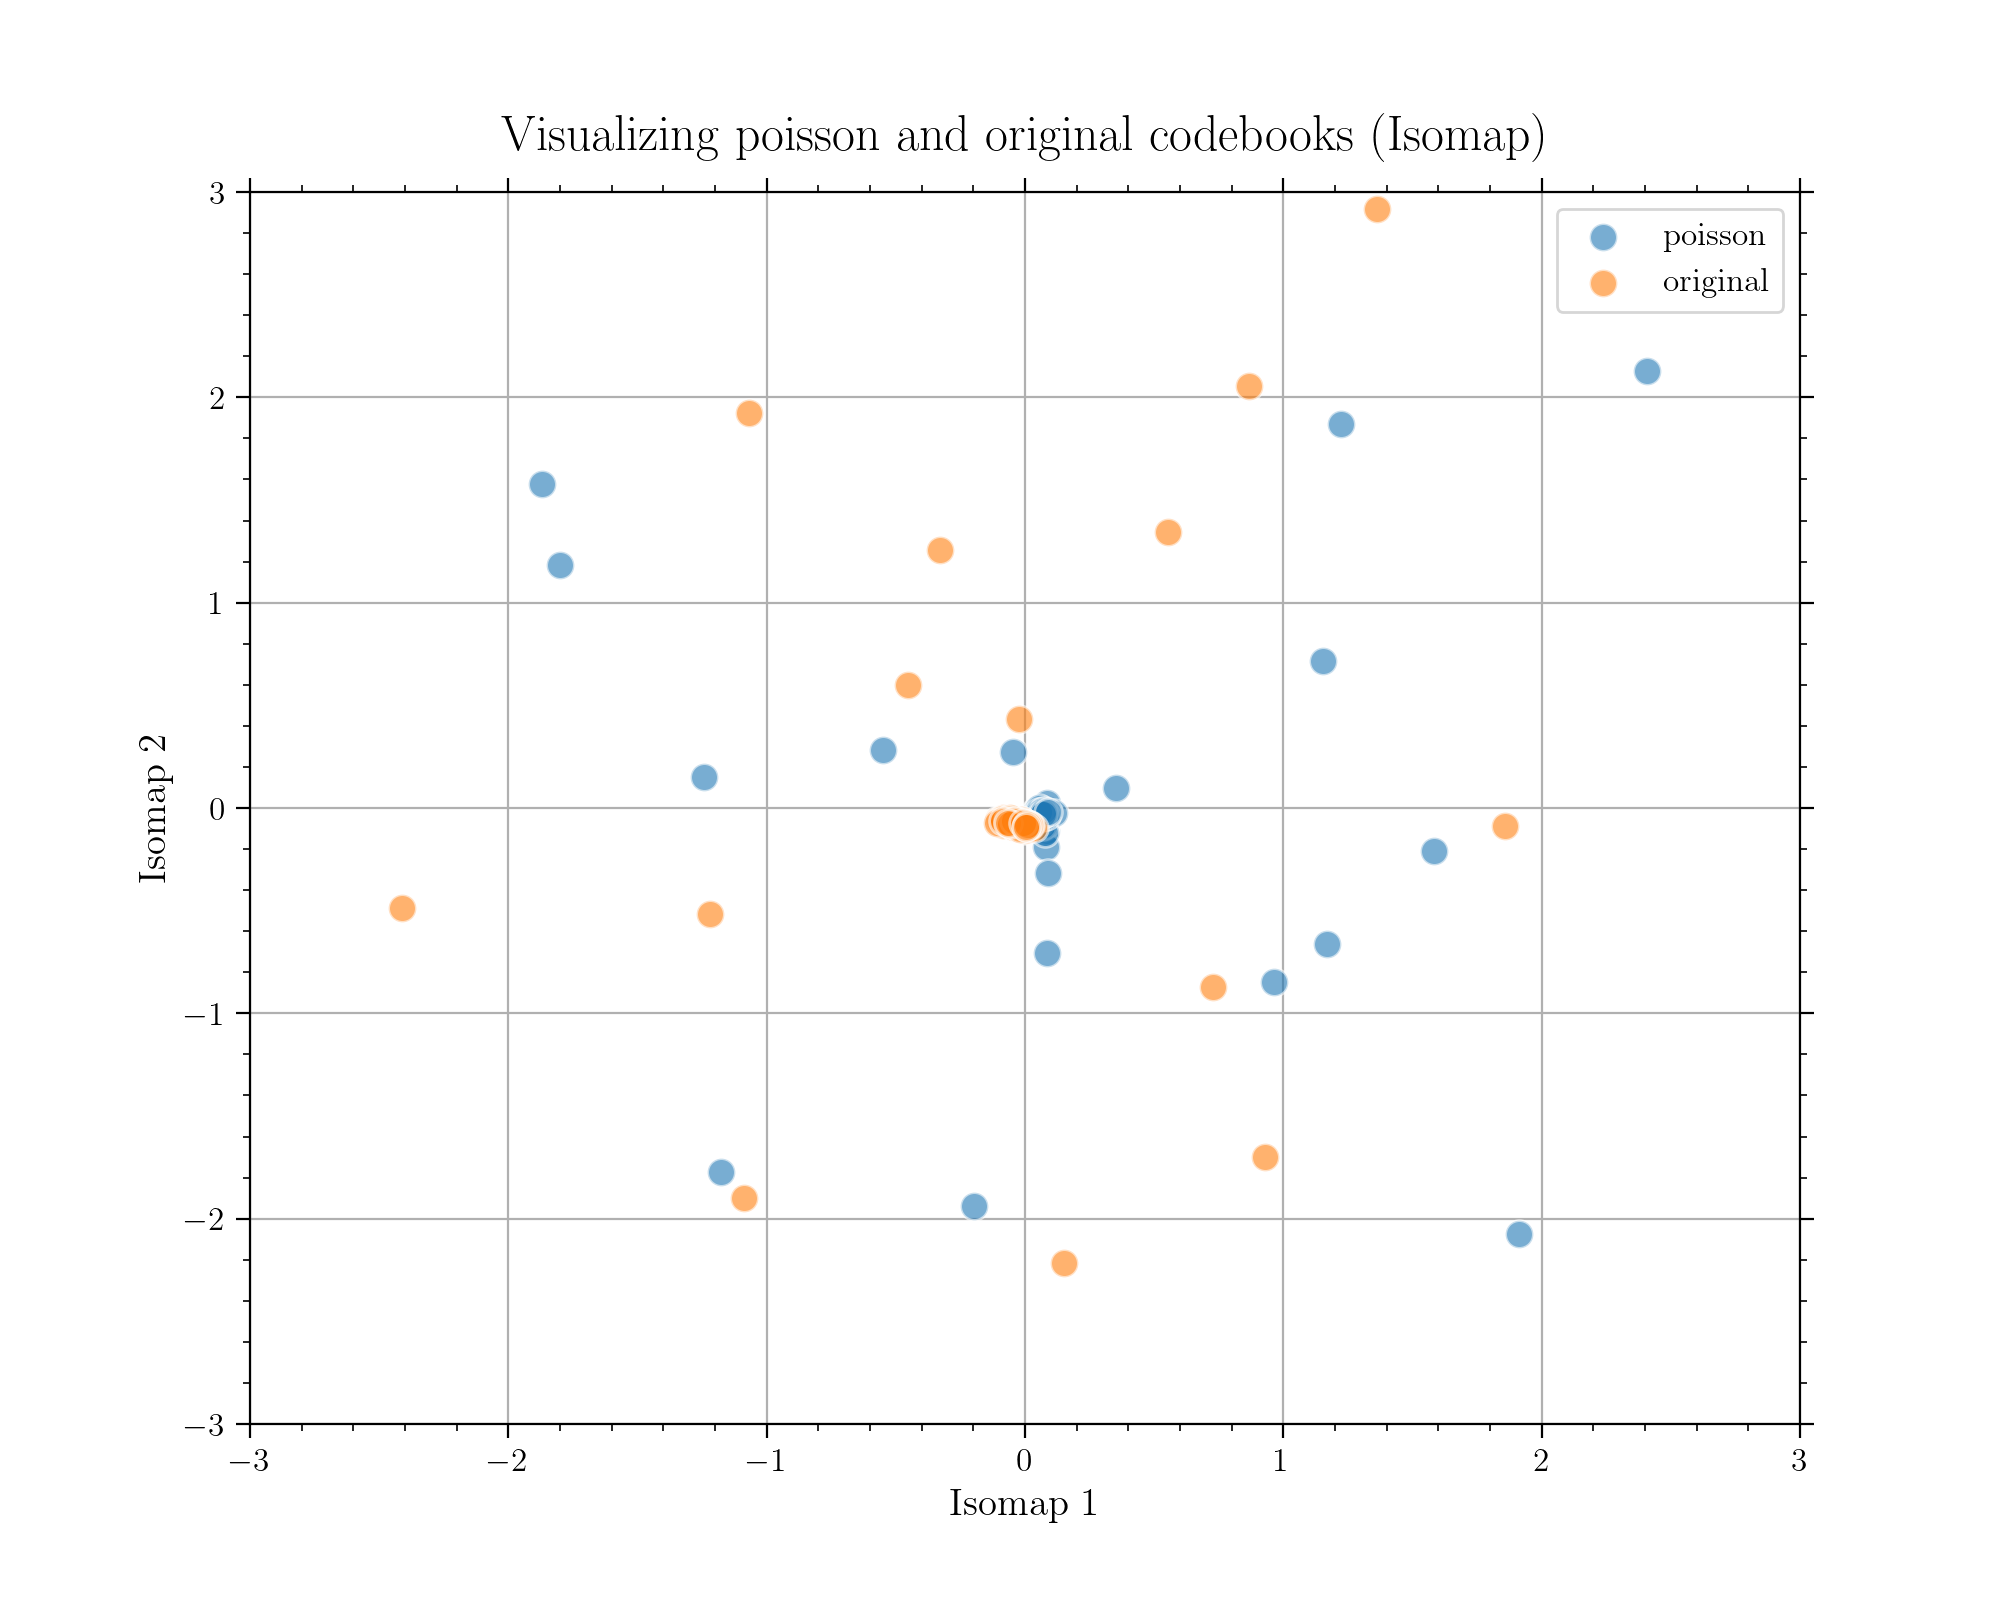 Visualizing poisson and original codebooks (Isomap)
3
poisson
original
2
1
Isomap 2
0
−1
−2
−3
−3 −2 −1 0 1 2 3
Isomap 1